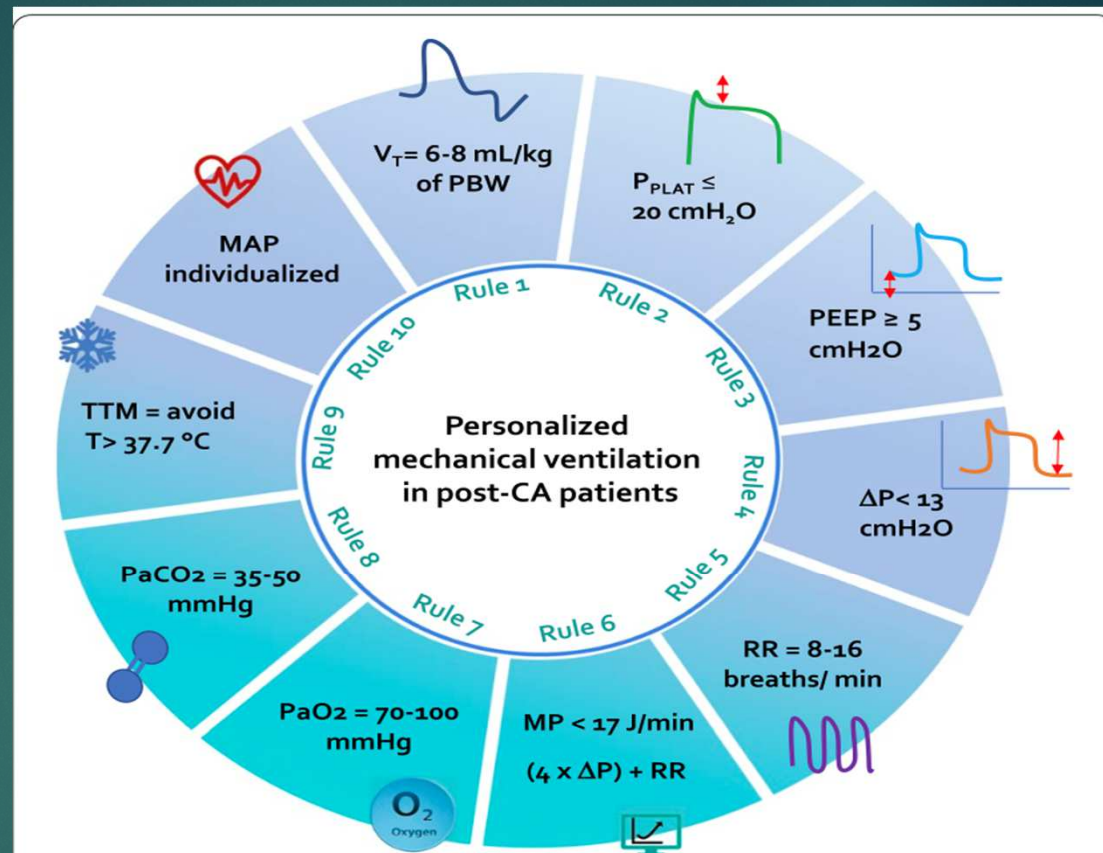 V_T= 6-8 mL/kg
of PBW
P_PLAT ≤
20 cmH₂O
PEEP ≥ 5
cmH2O
ΔP< 13
cmH2O
RR = 8-16
breaths/ min
MP < 17 J/min
(4 x ΔP) + RR
PaO2 = 70-100
mmHg
O₂
Oxygen
PaCO2 = 35-50
mmHg
TTM = avoid
T> 37.7 °C
MAP
individualized
Rule 1
Rule 2
Rule 3
Rule 4
Rule 5
Rule 6
Rule 7
Rule 8
Rule 9
Rule 10
Personalized
mechanical ventilation
in post-CA patients